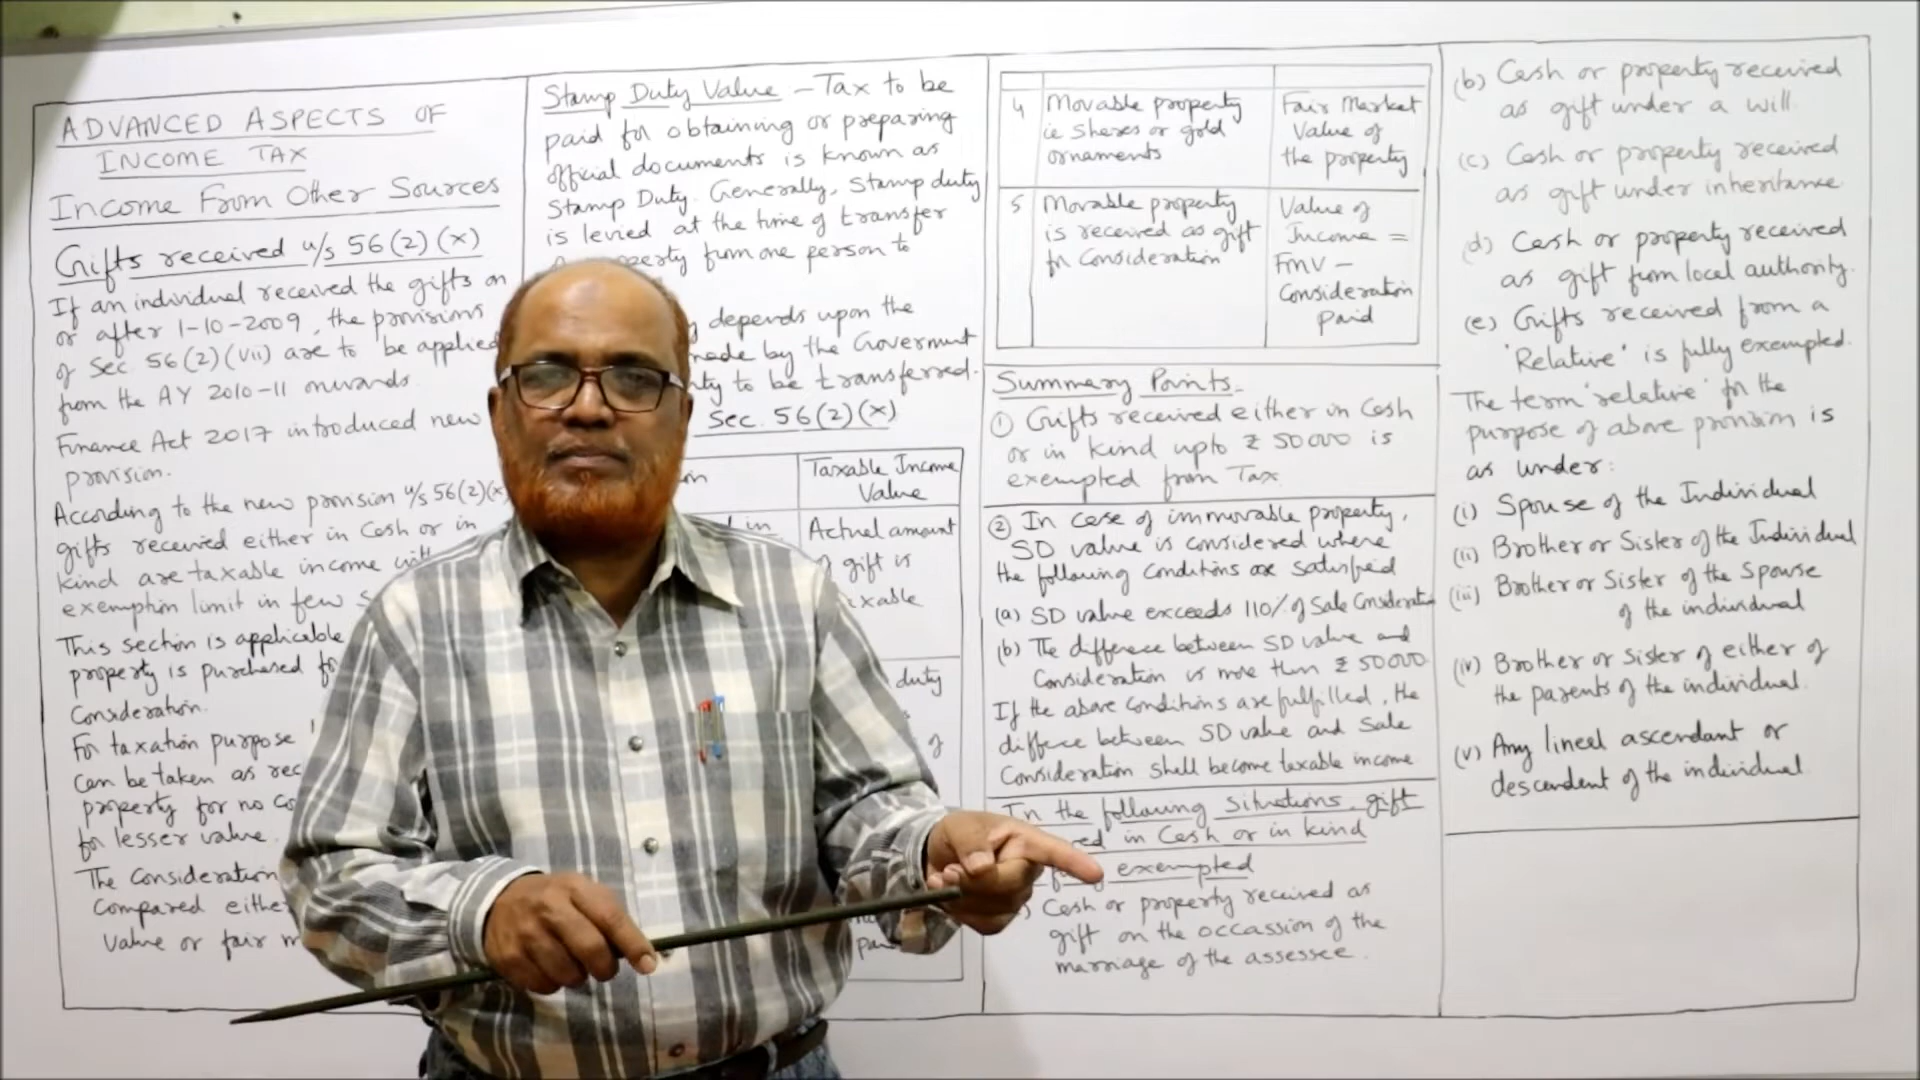 ADVANCED ASPECTS OF
INCOME TAX
Income From Other Sources
Gifts received u/s 56(2)(x)
If an individual received the gifts on
or after 1-10-2009, the provisions
of Sec. 56(2)(vii) are to be applied
from the AY 2010-11 onwards.
Finance Act 2017 introduced new
provision.
According to the new provision u/s 56(2)(x)
gifts received either in Cash or in
kind are taxable income with
exemption limit in few
This section is applicable
property is purchased for
Consideration.
For taxation purpose
Can be taken as
property for no
for lesser value.
The Consideration
Compared
Value or fair
Stamp Duty Value - Tax to be
paid for obtaining or preparing
official documents is known as
Stamp Duty. Generally, Stamp duty
is levied at the time of transfer
from one person to
depends upon the
made by the Goverment
to be transferred.
Sec. 56(2)(x)
Taxable Income
Value
in
Actual amount
of gift is
duty
of
4 Movable property
ie Shares or gold
ornaments
Fair Market
Value of
the property
5 Movable property
is received as gift
for Consideration
Value of
Income =
FMV -
Consideration
Paid
Summary Points-
① Gifts received either in Cash
or in kind upto ₹ 50000 is
exempted from Tax
② In case of immovable property,
SD value is considered where
the following conditions are satisfied
(a) SD value exceeds 110% of Sale Consideration
(b) The difference between SD value and
Consideration is more than ₹ 50000
If the above conditions are fulfilled, the
differce between SD value and Sale
Consideration shall become taxable income
In the following situations, gift
in Cash or in kind
exempted
Cash or property received as
gift on the occassion of the
marriage of the assessee.
(b) Cash or property received
as gift under a will.
(c) Cash or property received
as gift under inheritance
(d) Cash or property received
as gift from local authority.
(e) Gifts received from a
'Relative' is fully exempted.
The term 'relative' for the
purpose of above provision is
as under:
(i) Spouse of the Individual
(ii) Brother or Sister of the Individual
(iii) Brother or Sister of the Spouse
of the individual
(iv) Brother or Sister of either of
the parents of the individual.
(v) Any lineal ascendant or
descendent of the individual